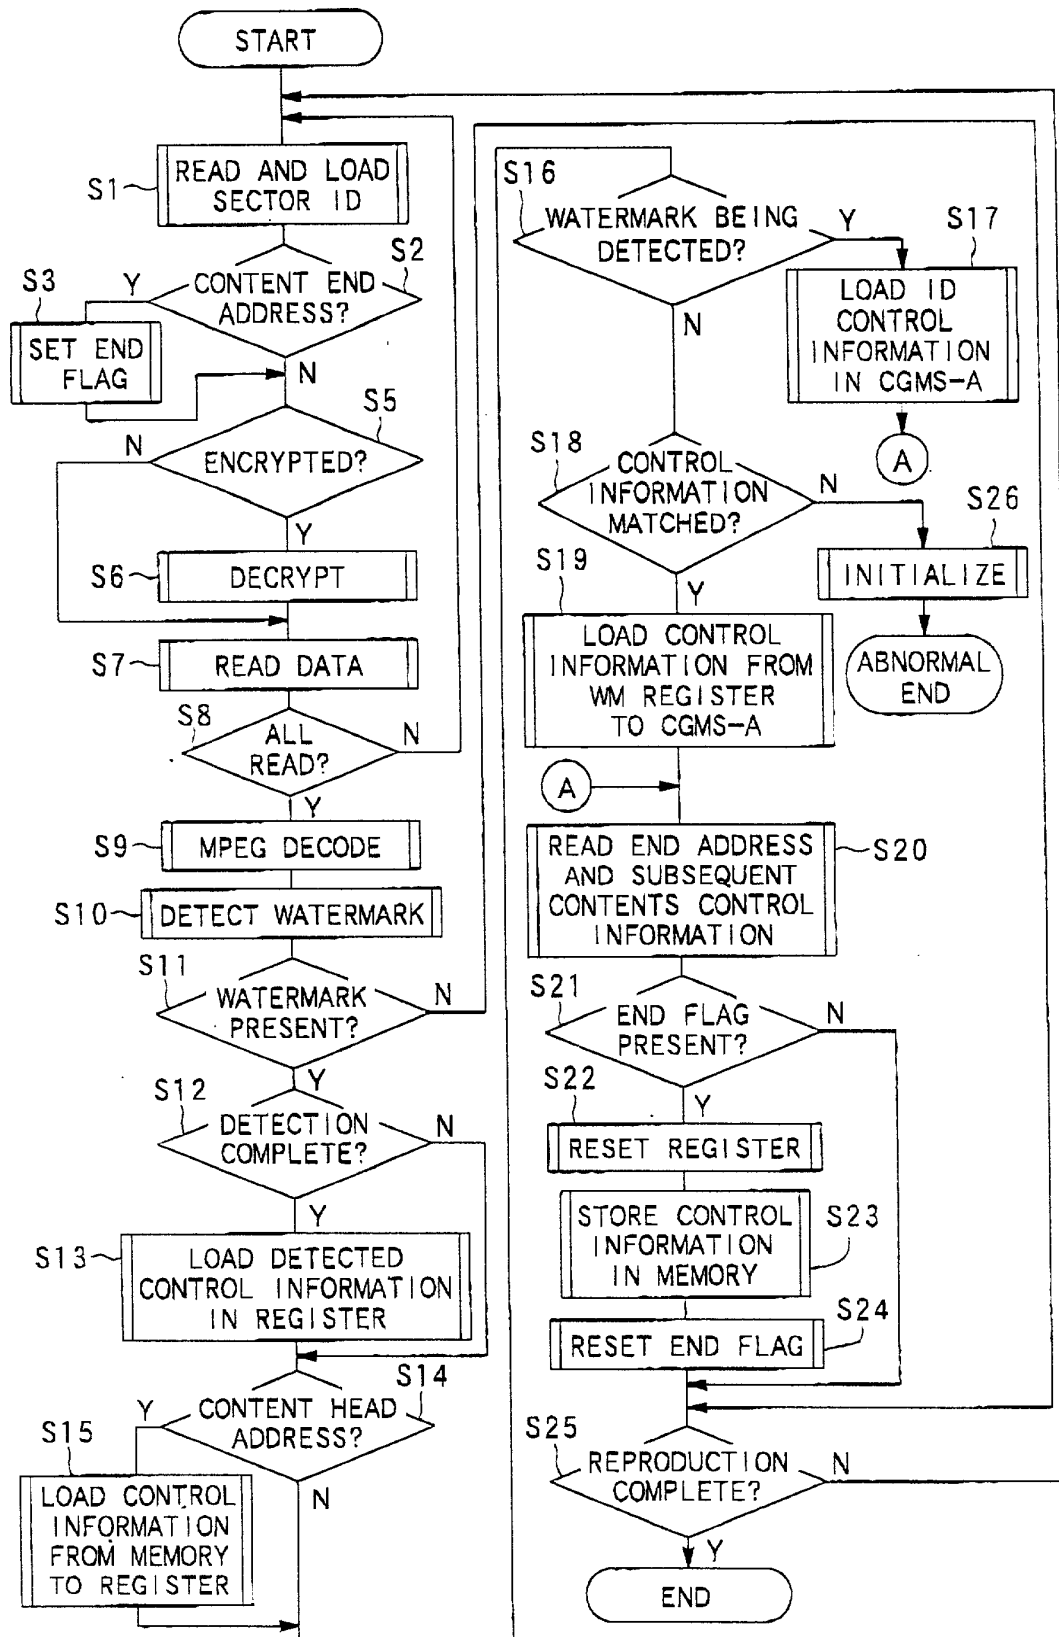 START
S1
READ AND LOAD
SECTOR ID
S2
CONTENT END
ADDRESS?
Y
N
S3
SET END
FLAG
S5
ENCRYPTED?
N
Y
S6
DECRYPT
S7
READ DATA
S8
ALL
READ?
N
Y
S9
MPEG DECODE
S10
DETECT WATERMARK
S11
WATERMARK
PRESENT?
N
Y
S12
DETECTION
COMPLETE?
N
Y
S13
LOAD DETECTED
CONTROL INFORMATION
IN REGISTER
S14
CONTENT HEAD
ADDRESS?
Y
N
S15
LOAD CONTROL
INFORMATION
FROM MEMORY
TO REGISTER
S16
WATERMARK BEING
DETECTED?
Y
N
S17
LOAD ID
CONTROL
INFORMATION
IN CGMS-A
A
S18
CONTROL
INFORMATION
MATCHED?
N
Y
S26
INITIALIZE
ABNORMAL
END
S19
LOAD CONTROL
INFORMATION FROM
WM REGISTER
TO CGMS-A
A
S20
READ END ADDRESS
AND SUBSEQUENT
CONTENTS CONTROL
INFORMATION
S21
END FLAG
PRESENT?
N
Y
S22
RESET REGISTER
S23
STORE CONTROL
INFORMATION
IN MEMORY
S24
RESET END FLAG
S25
REPRODUCTION
COMPLETE?
N
Y
END